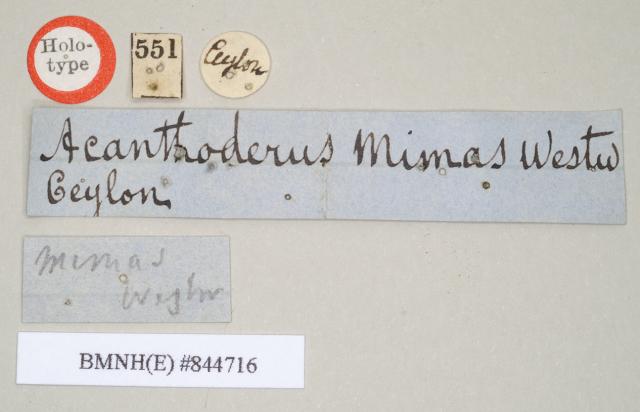 Holo-
type
551
Ceylon
Acanthoderus Mimas Westw
Ceylon.
Mimas
Westw
BMNH(E) #844716